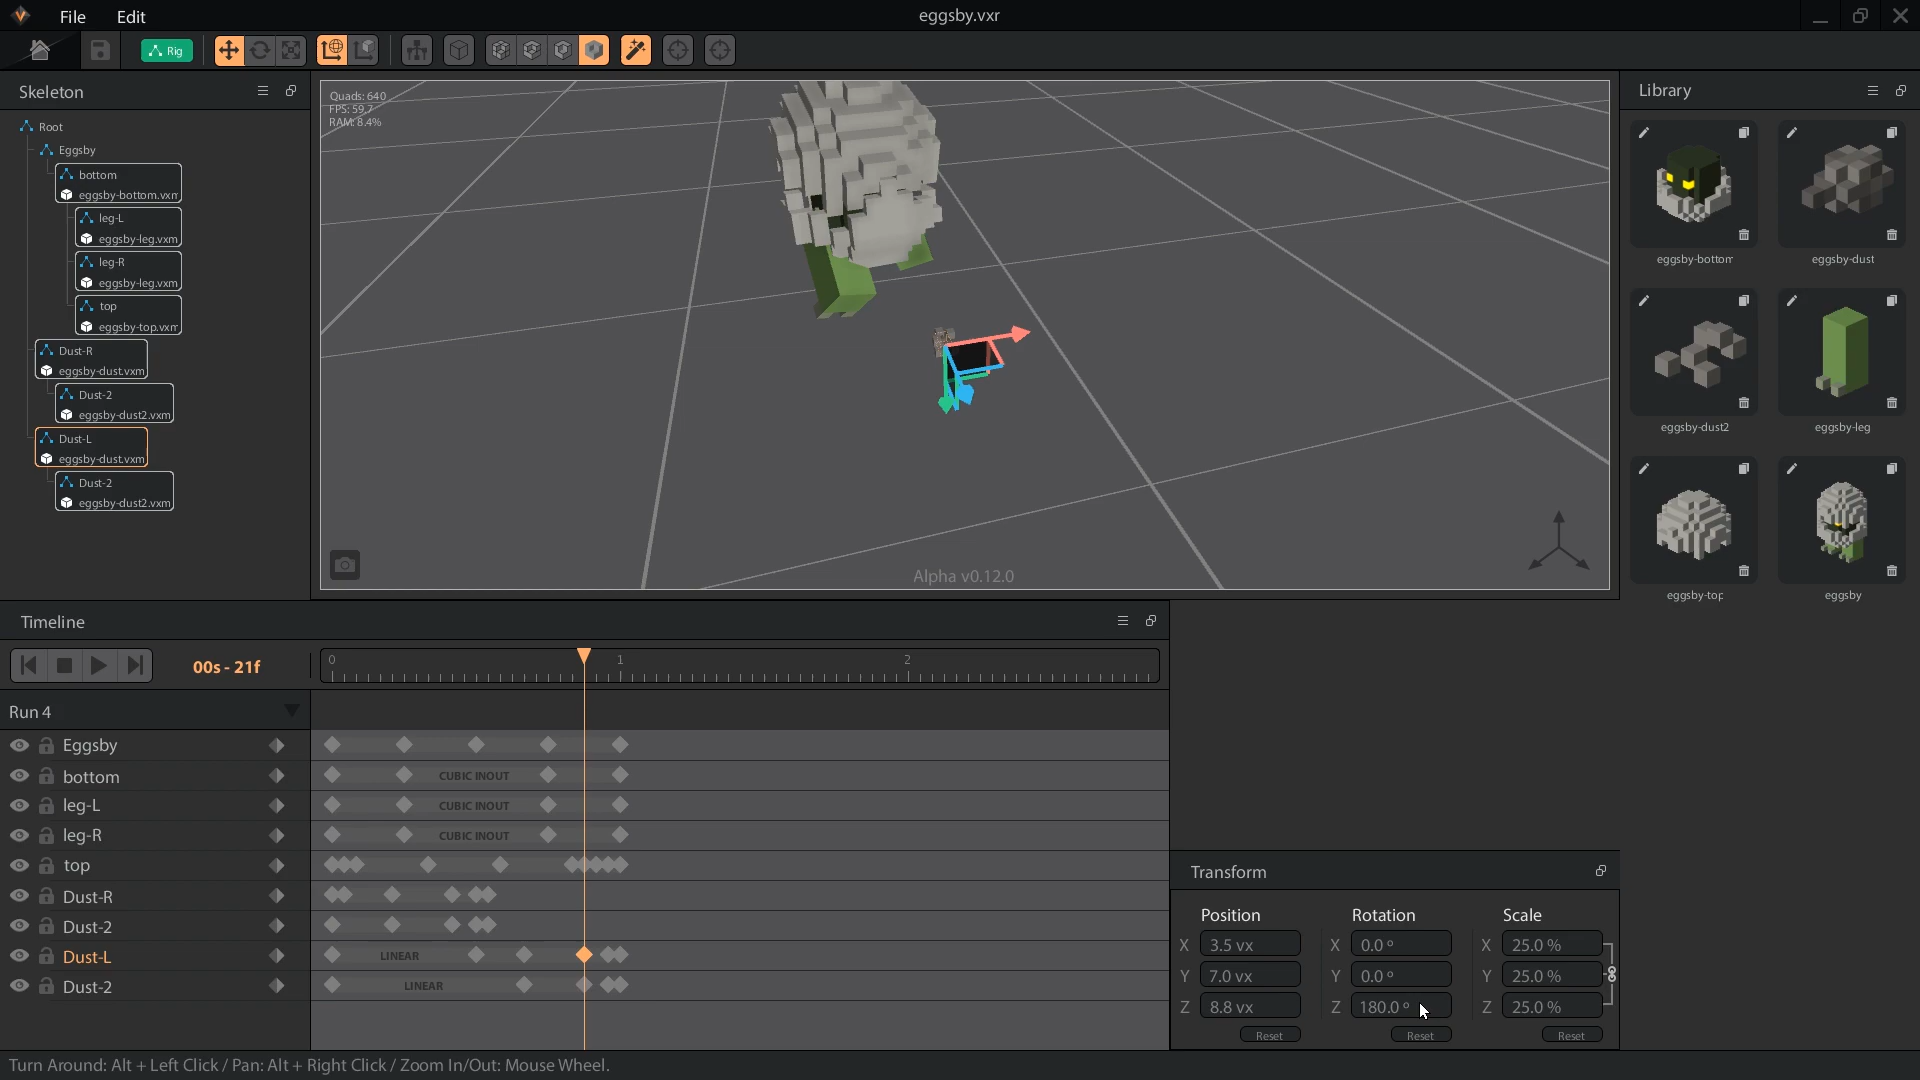 File Edit eggsby.vxr
Rig
Skeleton
Root
Eggsby
bottom
eggsby-bottom.vxm
leg-L
eggsby-leg.vxm
leg-R
eggsby-leg.vxm
top
eggsby-top.vxm
Dust-R
eggsby-dust.vxm
Dust-2
eggsby-dust2.vxm
Dust-L
eggsby-dust.vxm
Dust-2
eggsby-dust2.vxm
Quads: 640
FPS: 59.7
RAM: 8.4%
Alpha v0.12.0
Library
eggsby-bottom eggsby-dust
eggsby-dust2 eggsby-leg
eggsby-top eggsby
Timeline
00s - 21f 0 1 2
Run 4
Eggsby
bottom CUBIC INOUT
leg-L CUBIC INOUT
leg-R CUBIC INOUT
top
Dust-R
Dust-2
Dust-L LINEAR
Dust-2 LINEAR
Transform
Position Rotation Scale
X 3.5 vx X 0.0 º X 25.0 %
Y 7.0 vx Y 0.0 º Y 25.0 %
Z 8.8 vx Z 180.0 º Z 25.0 %
Reset Reset Reset
Turn Around: Alt + Left Click / Pan: Alt + Right Click / Zoom In/Out: Mouse Wheel.